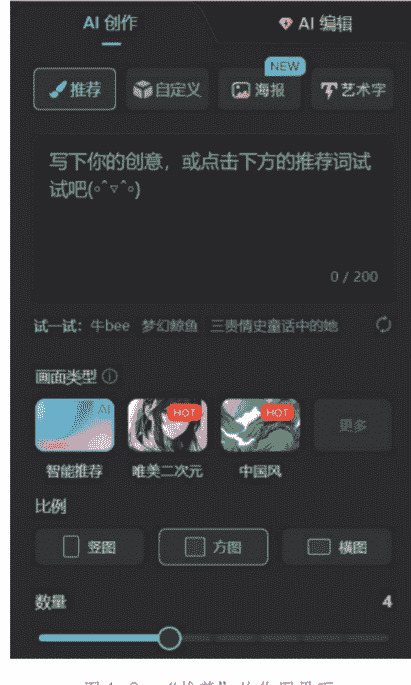 AI 创作
AI 编辑
NEW
推荐
自定义
海报
艺术字
写下你的创意，或点击下方的推荐词试
试吧(∘ˆ▽ˆ∘)
0 / 200
试一试：牛bee 梦幻鲸鱼 三贵情史童话中的她
画面类型
AI
HOT
HOT
更多
智能推荐
唯美二次元
中国风
比例
竖图
方图
横图
数量
4